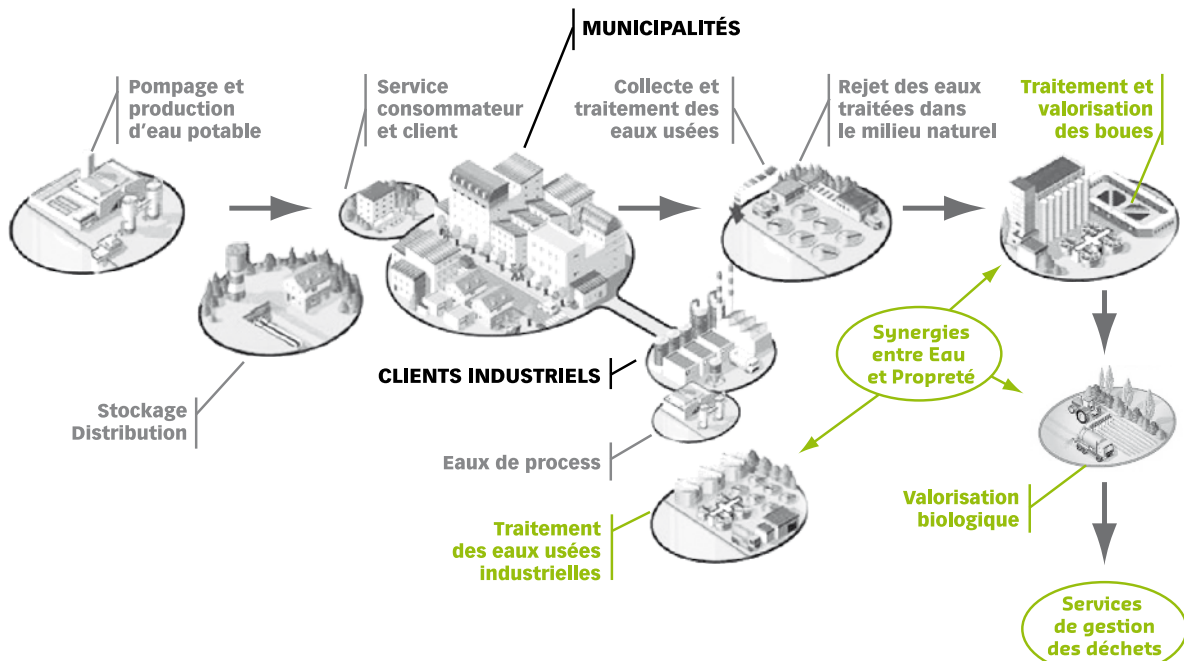 MUNICIPALITÉS
Pompage et
production
d'eau potable
Service
consommateur
et client
Collecte et
traitement des
eaux usées
Rejet des eaux
traitées dans
le milieu naturel
Traitement et
valorisation
des boues
Stockage
Distribution
CLIENTS INDUSTRIELS
Synergies
entre Eau
et Propreté
Eaux de process
Traitement
des eaux usées
industrielles
Valorisation
biologique
Services
de gestion
des déchets